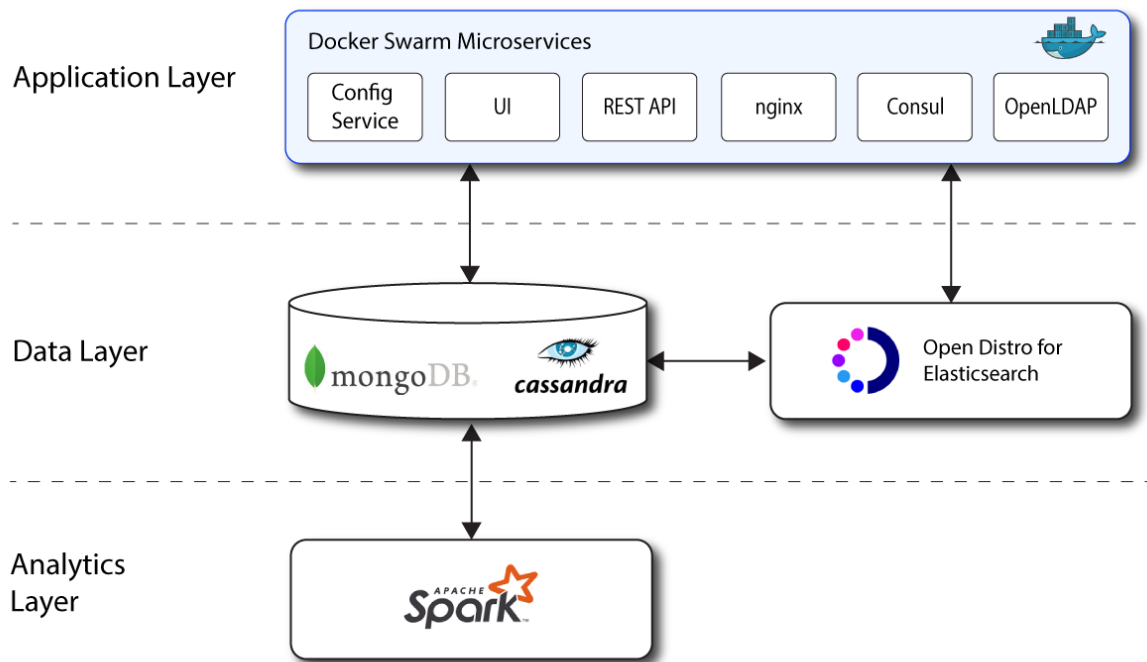 Application Layer
Docker Swarm Microservices
Config
Service
UI
REST API
nginx
Consul
OpenLDAP
Data Layer
mongoDB®
cassandra
Open Distro for
Elasticsearch
Analytics
Layer
APACHE
Spark™